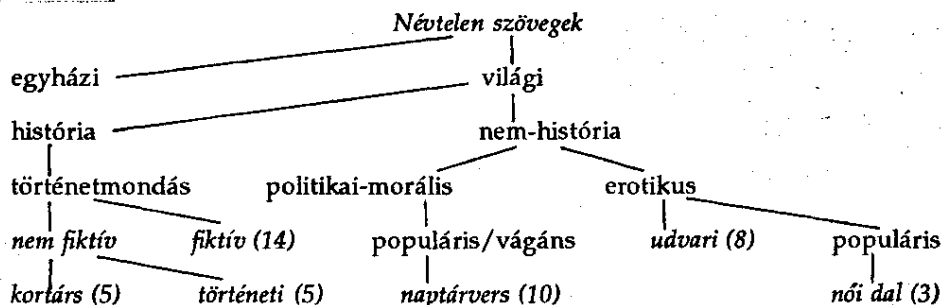 Névtelen szövegek
egyházi világi
história nem-história
történetmondás politikai-morális erotikus
nem fiktív fiktív (14) populáris/vágáns udvari (8) populáris
kortárs (5) történeti (5) naptárvers (10) női dal (3)